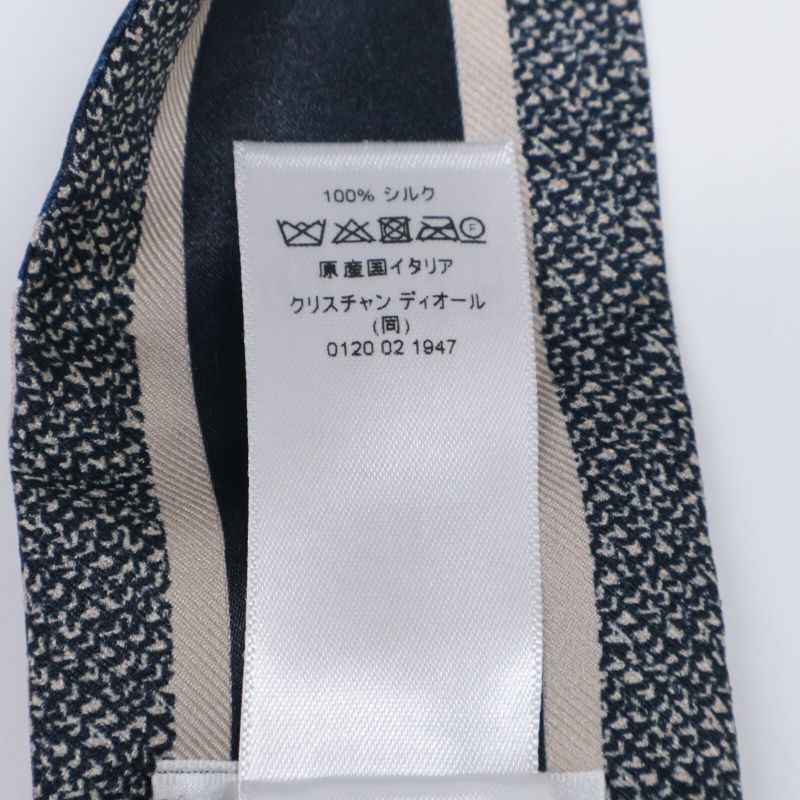 100% シルク
F
原産国イタリア
クリスチャン ディオール
(同)
0120 02 1947